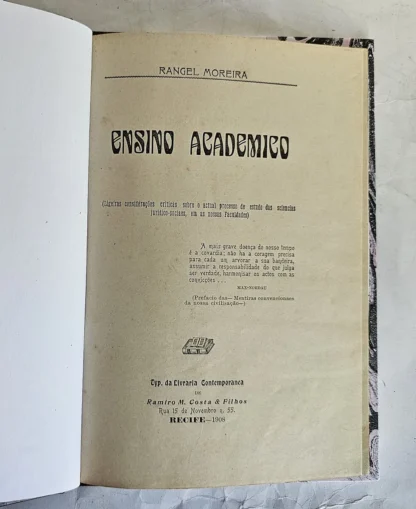 RANGEL MOREIRA
ENSINO ACADEMICO
(Ligeiras considerações criticas sobre o actual processo de estudo das sciencias
juridico-sociaes, em as nossas Faculdades)
A mais grave doença do nosso tempo
é a covardia; não ha a coragem precisa
para cada um arvorar a sua bandeira,
assumir a responsabilidade do que julga
ser verdade, harmonisar os actos com as
convicções . . .
MAX-NORDAU
(Prefacio das—Mentiras convencionaes
da nossa civilisação—)
Typ. da Livraria Contemporanea
DE
Ramiro M. Costa & Filhos
Rua 15 de Novembro n. 55.
RECIFE—1908